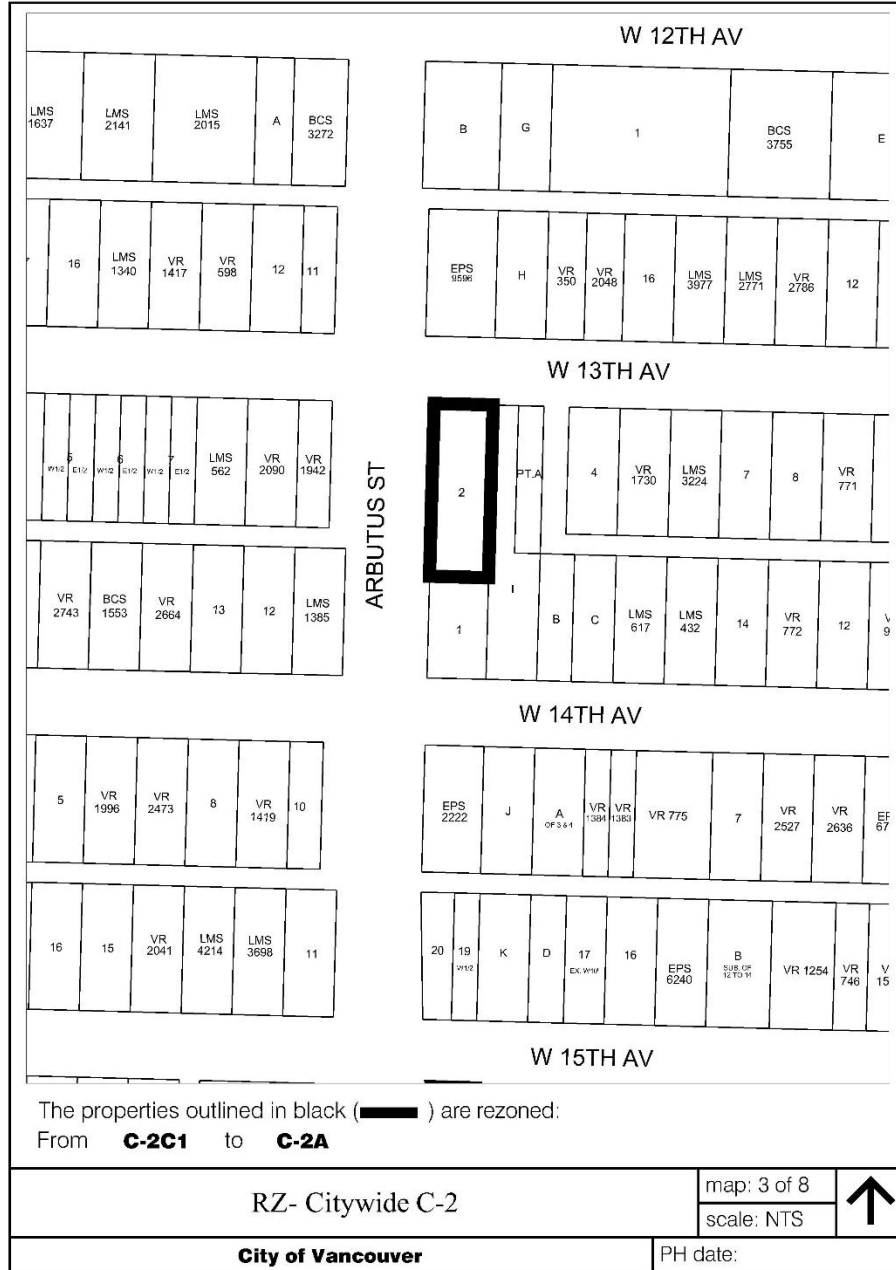 W 12TH AV
LMS
1637
LMS
2141
LMS
2015
A
BCS
3272
B
G
1
BCS
3755
E
16
LMS
1340
VR
1417
VR
598
12
11
EPS
9596
H
VR
350
VR
2048
16
LMS
3977
LMS
2771
VR
2786
12
W 13TH AV
5
W1/2
E1/2
6
W1/2
E1/2
7
W1/2
E1/2
LMS
562
VR
2090
VR
1942
ARBUTUS ST
2
PT.A
4
VR
1730
LMS
3224
7
8
VR
771
VR
2743
BCS
1553
VR
2664
13
12
LMS
1385
1
I
B
C
LMS
617
LMS
432
14
VR
772
12
V
9
W 14TH AV
5
VR
1996
VR
2473
8
VR
1419
10
EPS
2222
J
A
OF 3 & 4
VR
1384
VR
1383
VR 775
7
VR
2527
VR
2636
EP
67
16
15
VR
2041
LMS
4214
LMS
3698
11
20
19
W1/2
K
D
17
EX. W10'
16
EPS
6240
B
SUB. OF
12 TO 14
VR 1254
VR
746
V
15
W 15TH AV
The properties outlined in black ( ) are rezoned:
From C-2C1 to C-2A
RZ- Citywide C-2
map: 3 of 8
scale: NTS
City of Vancouver
PH date: